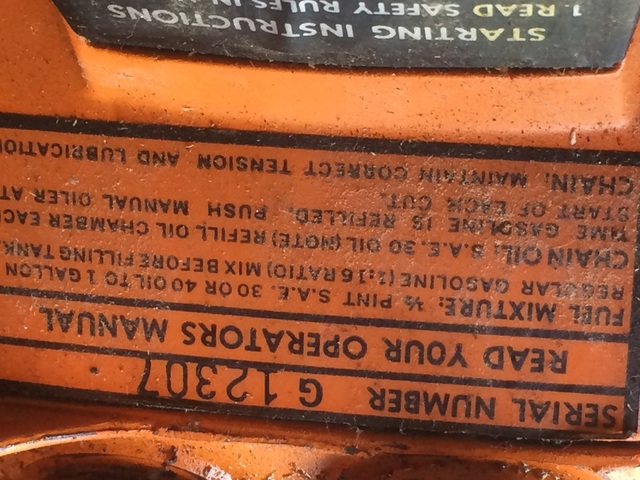 SERIAL NUMBER G 12307
READ YOUR OPERATORS MANUAL
FUEL MIXTURE: ½ PINT S.A.E. 30 OR 40 OIL TO 1 GALLON
REGULAR GASOLINE (1:16 RATIO) MIX BEFORE FILLING TANK
CHAIN OIL: S.A.E. 30 OIL (NOTE) REFILL OIL CHAMBER EACH
TIME GASOLINE IS REFILLED. PUSH MANUAL OILER AT
START OF EACH CUT.
CHAIN. MAINTAIN CORRECT TENSION AND LUBRICATION
STARTING INSTRUCTIONS
1. READ SAFETY RULES IN